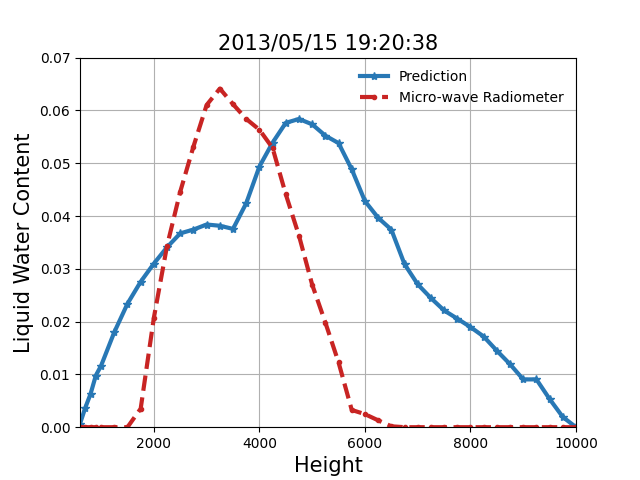 2013/05/15 19:20:38
Prediction
Micro-wave Radiometer
Liquid Water Content
0.07
0.06
0.05
0.04
0.03
0.02
0.01
0.00
2000 4000 6000 8000 10000
Height